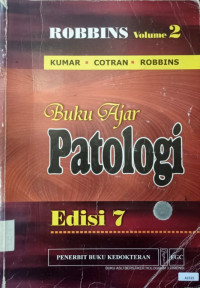 ROBBINS Volume 2
KUMAR • COTRAN • ROBBINS
Buku Ajar
Patologi
Edisi 7
PENERBIT BUKU KEDOKTERAN EGC